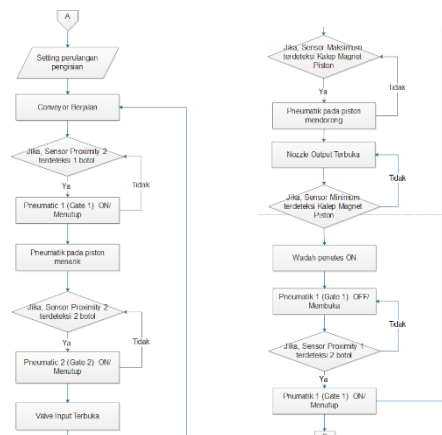 A
Setting perulangan
pengisian
Conveyor Berjalan
Jika, Sensor Proximity 2
terdeteksi 1 botol
Tidak
Ya
Pneumatic 1 (Gate 1) ON/
Menutup
Pneumatik pada piston
menarik
Jika, Sensor Proximity 2
terdeteksi 2 botol
Ya
Tidak
Pneumatic 2 (Gate 2) ON/
Menutup
Valve Input Terbuka
Jika, Sensor Maksimum
terdeteksi Kalep Magnet
Piston
Ya
Tidak
Pneumatik pada piston
mendorong
Nozzle Output Terbuka
Tidak
Jika, Sensor Minimum
terdeteksi Kalep Magnet
Piston
Wadah penetes ON
Pneumatik 1 (Gate 1) OFF/
Membuka
Tidak
Jika, Sensor Proximity 1
terdeteksi 2 botol
Ya
Pnumatik 1 (Gate 1) ON/
Menutup